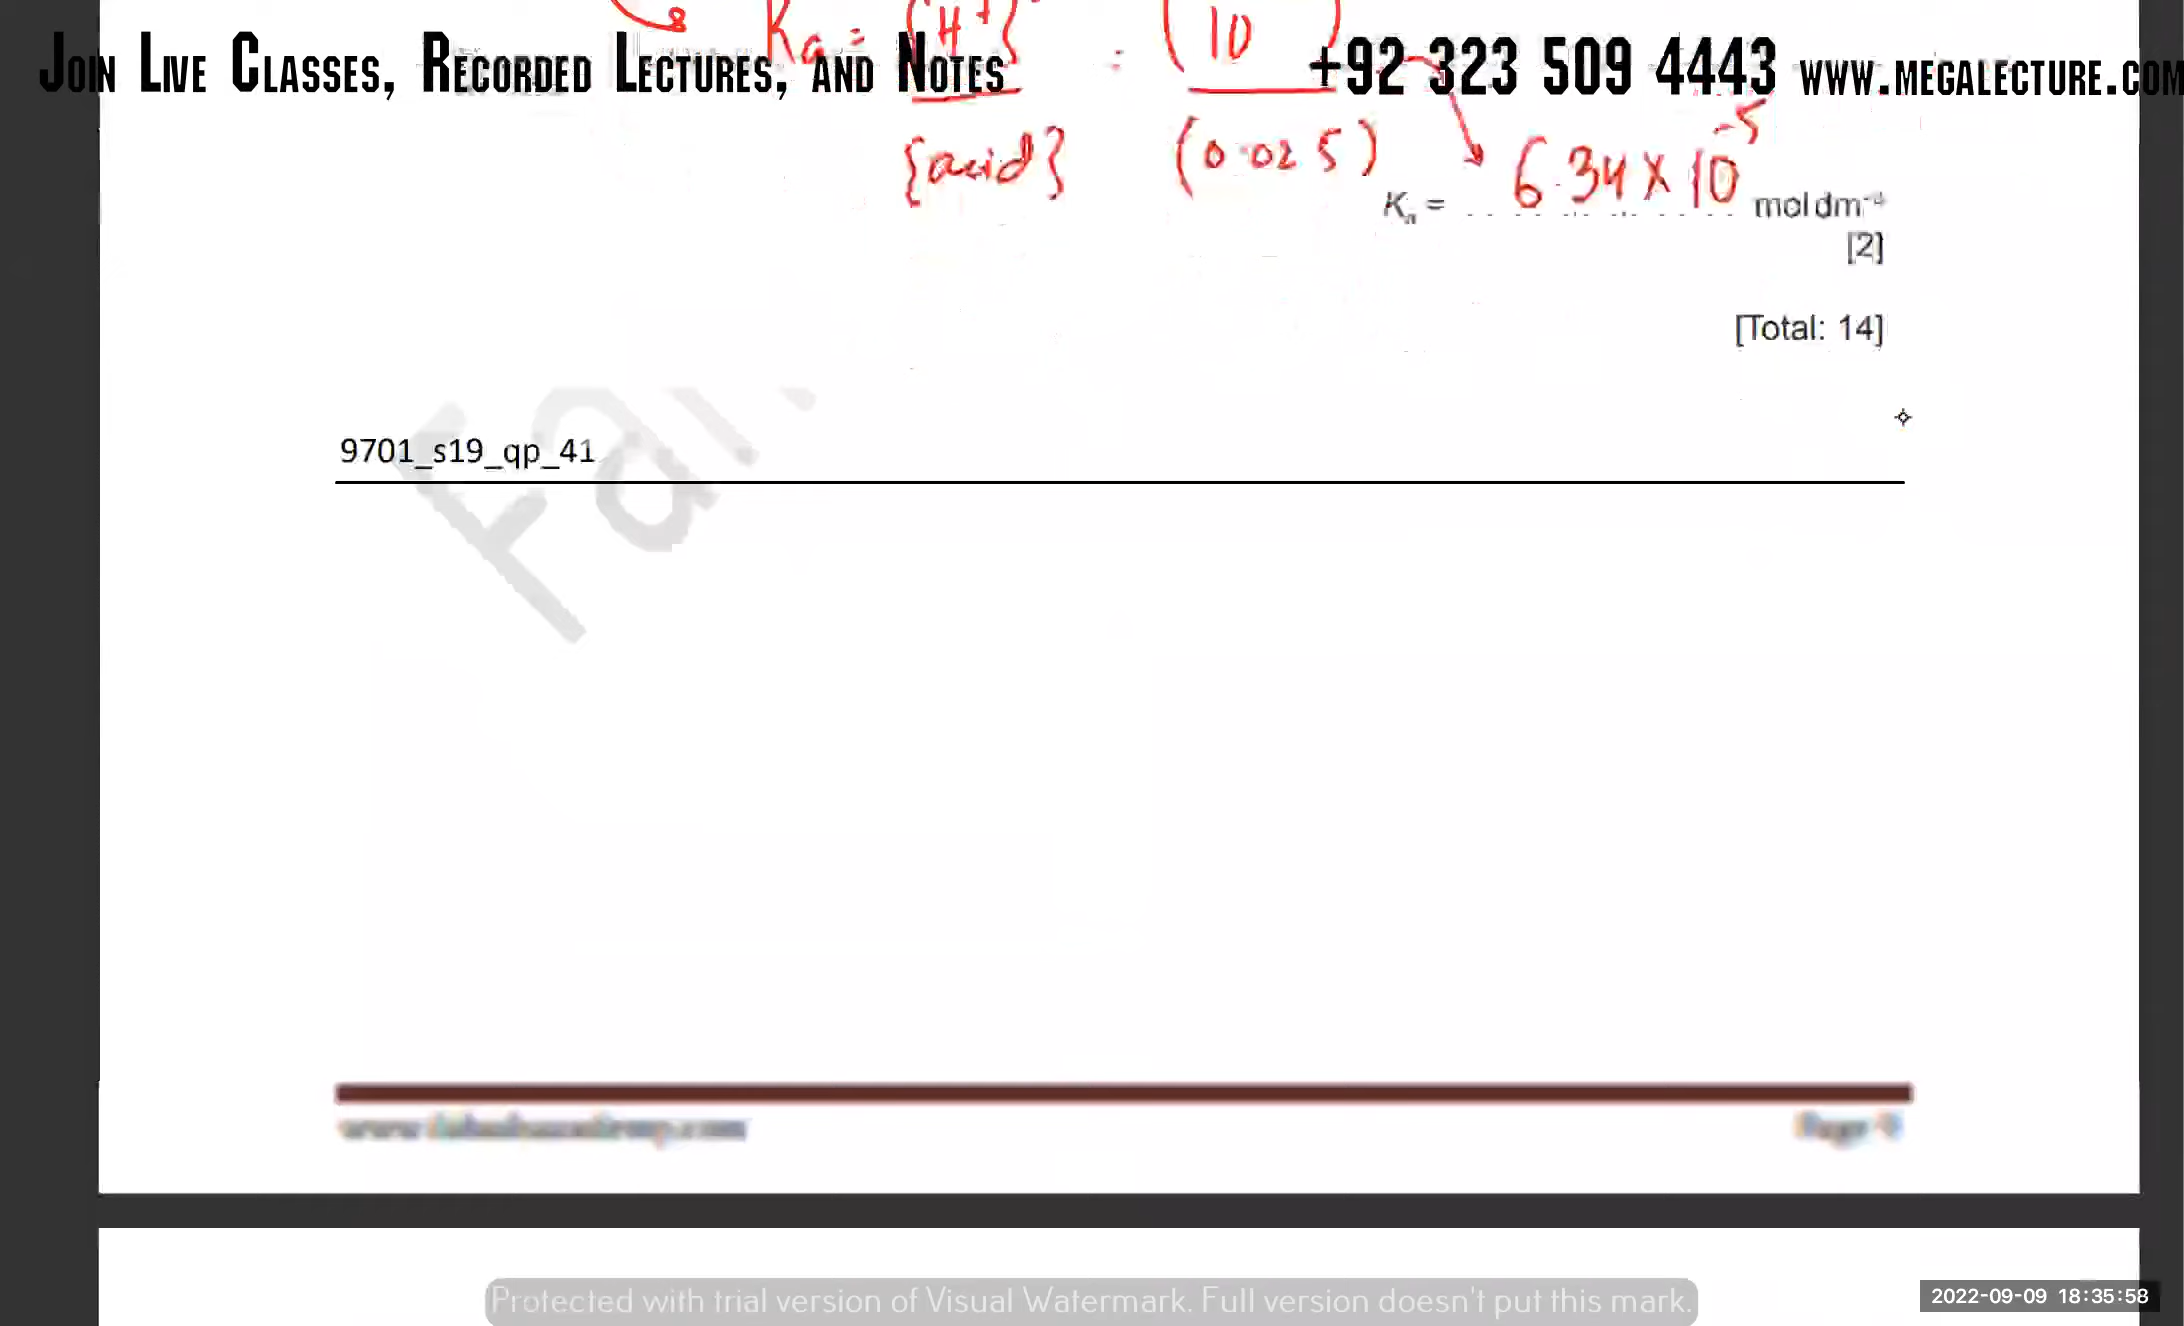 Ka = {H+}
JOIN LIVE CLASSES, RECORDED LECTURES, AND NOTES +92 323 509 4443 WWW.MEGALECTURE.COM
= (10)
{acid} (0.025) 6.34 × 10⁻⁵
Kₐ = mol dm
[2]
[Total: 14]
9701_s19_qp_41
Page
Protected with trial version of Visual Watermark. Full version doesn't put this mark.
2022-09-09 18:35:58